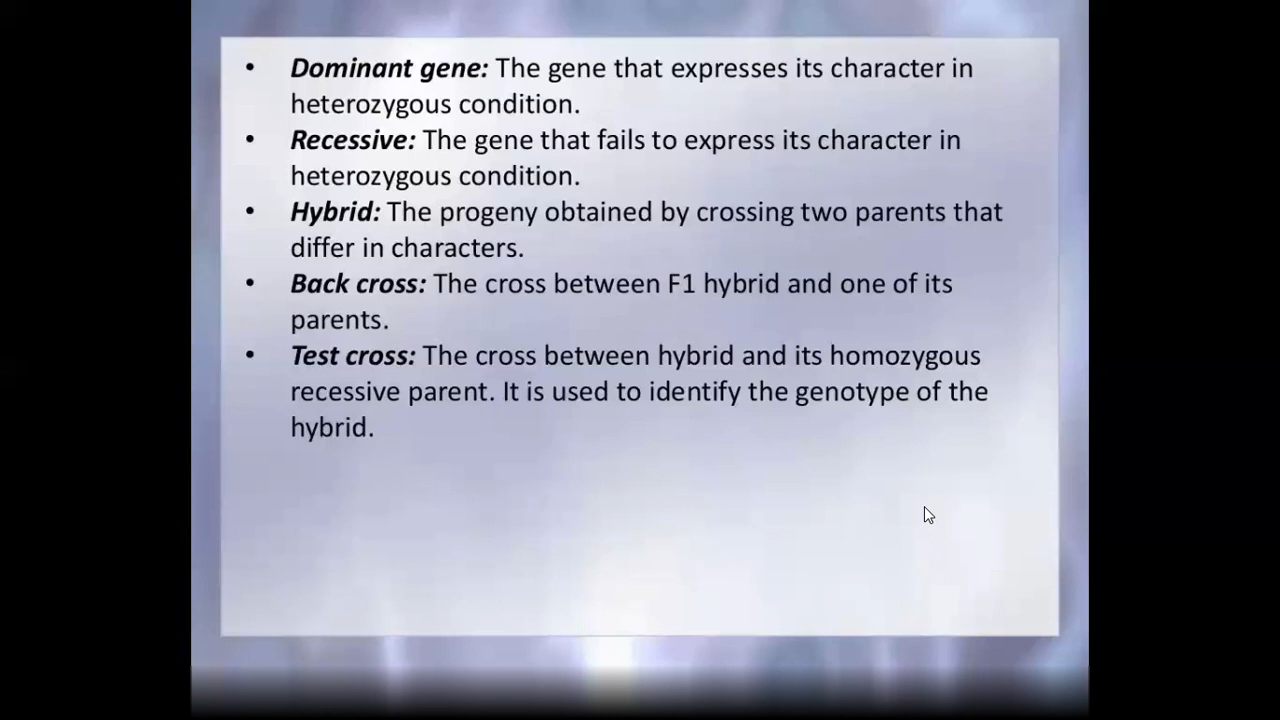 • Dominant gene: The gene that expresses its character in
heterozygous condition.
• Recessive: The gene that fails to express its character in
heterozygous condition.
• Hybrid: The progeny obtained by crossing two parents that
differ in characters.
• Back cross: The cross between F1 hybrid and one of its
parents.
• Test cross: The cross between hybrid and its homozygous
recessive parent. It is used to identify the genotype of the
hybrid.